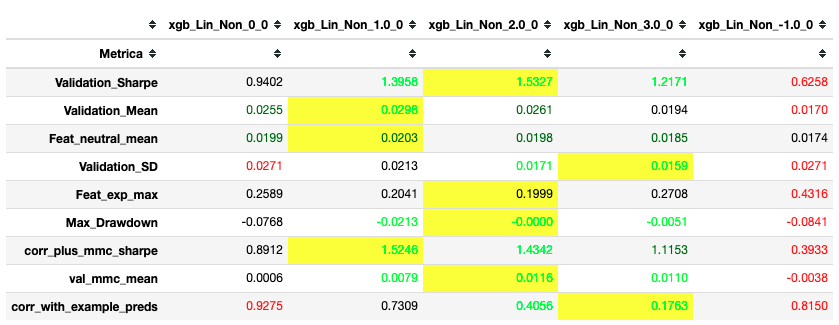 xgb_Lin_Non_0_0 xgb_Lin_Non_1.0_0 xgb_Lin_Non_2.0_0 xgb_Lin_Non_3.0_0 xgb_Lin_Non_-1.0_0
Metrica
Validation_Sharpe 0.9402 1.3958 1.5327 1.2171 0.6258
Validation_Mean 0.0255 0.0298 0.0261 0.0194 0.0170
Feat_neutral_mean 0.0199 0.0203 0.0198 0.0185 0.0174
Validation_SD 0.0271 0.0213 0.0171 0.0159 0.0271
Feat_exp_max 0.2589 0.2041 0.1999 0.2708 0.4316
Max_Drawdown -0.0768 -0.0213 -0.0000 -0.0051 -0.0841
corr_plus_mmc_sharpe 0.8912 1.5246 1.4342 1.1153 0.3933
val_mmc_mean 0.0006 0.0079 0.0116 0.0110 -0.0038
corr_with_example_preds 0.9275 0.7309 0.4056 0.1763 0.8150